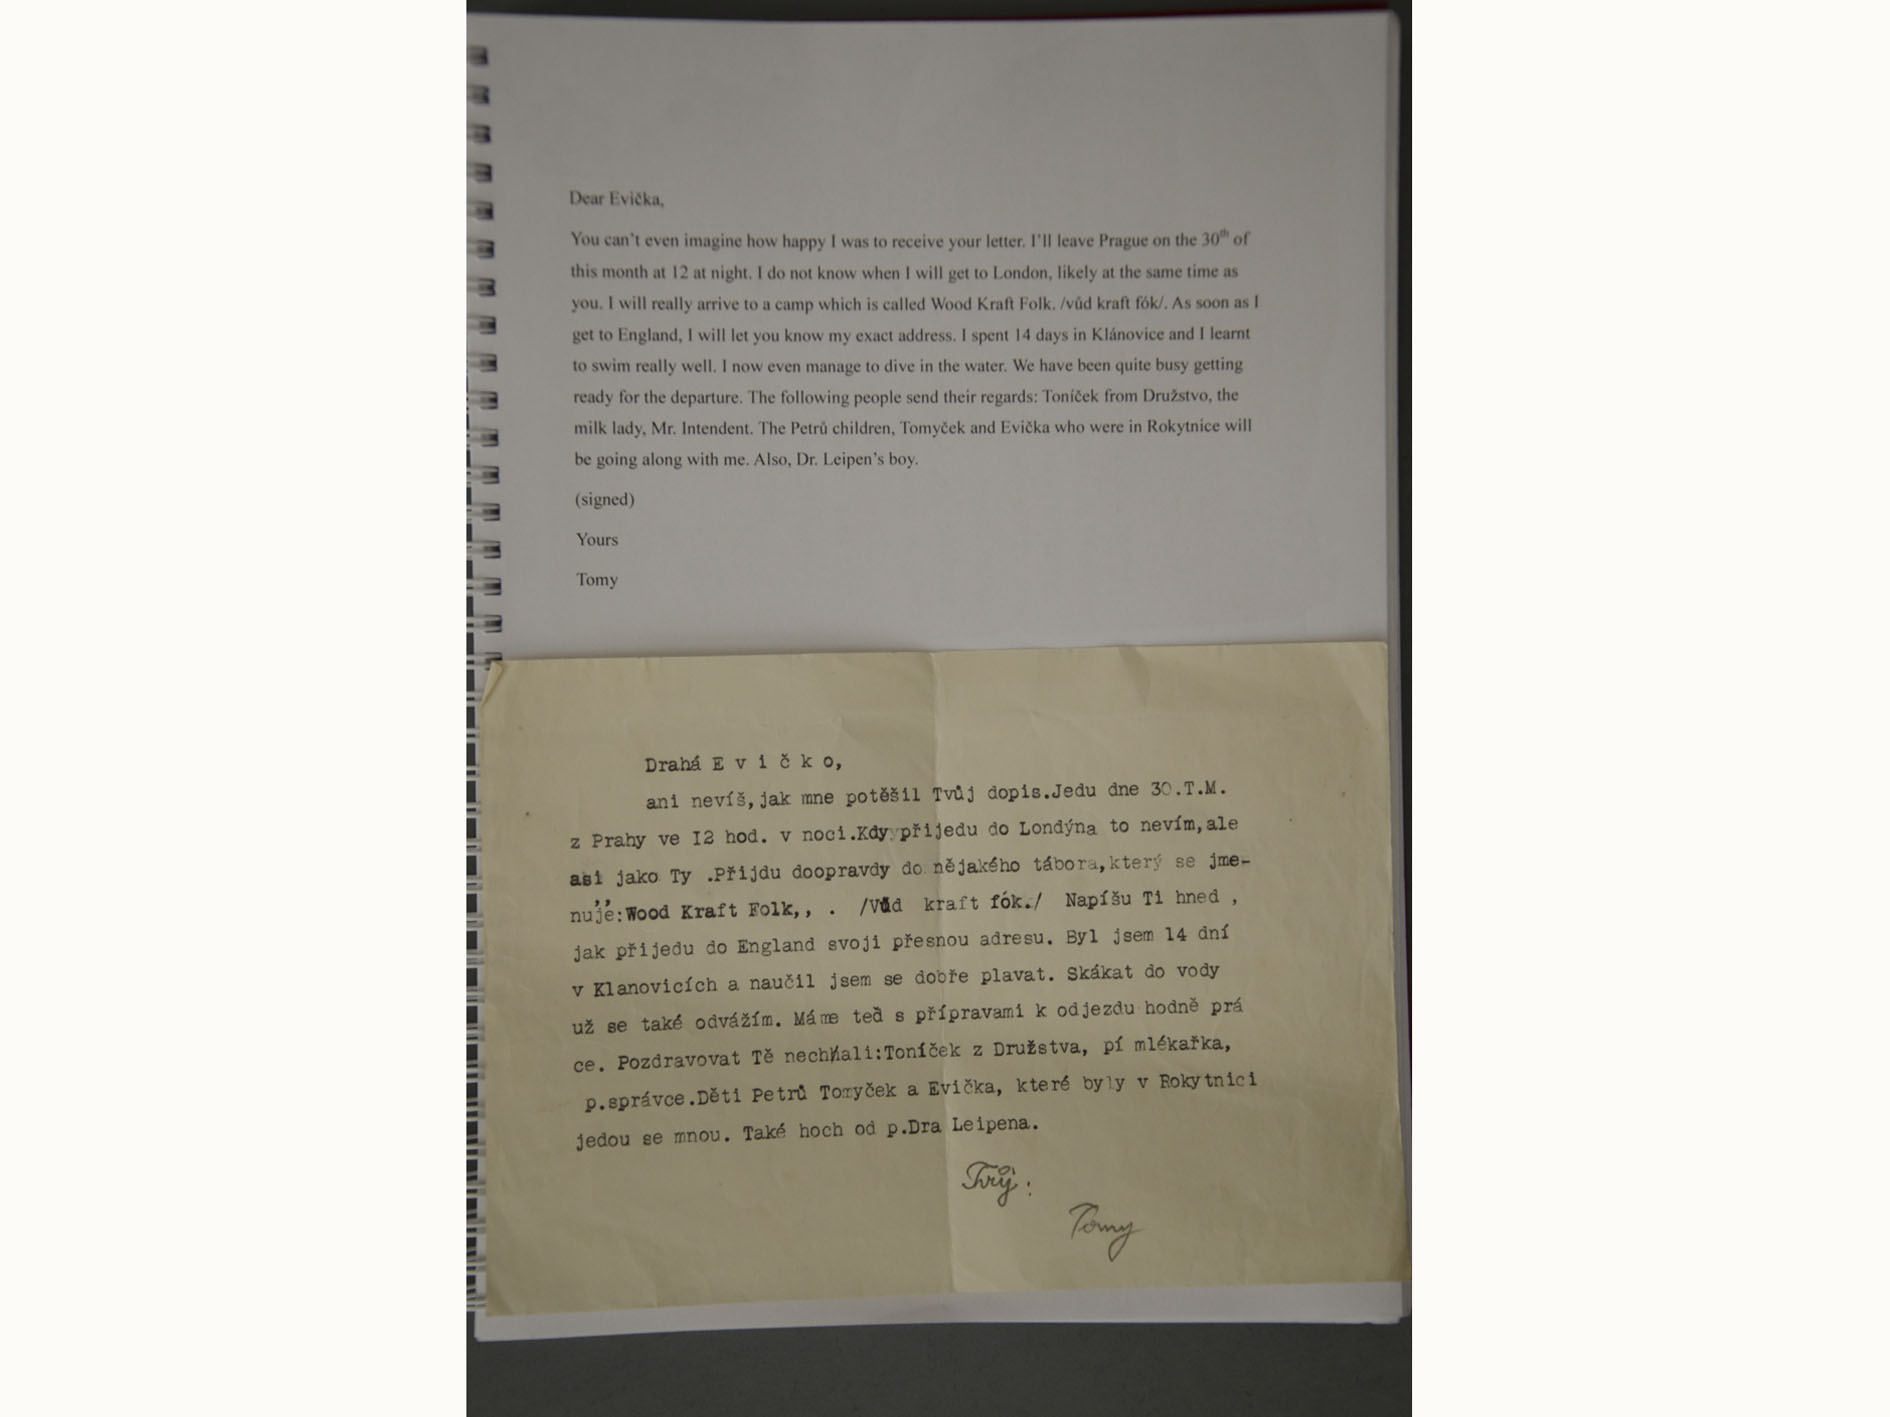 Dear Evička,
You can't even imagine how happy I was to receive your letter. I'll leave Prague on the 30th of
this month at 12 at night. I do not know when I will get to London, likely at the same time as
you. I will really arrive to a camp which is called Wood Kraft Folk. /vůd kraft fók/. As soon as I
get to England, I will let you know my exact address. I spent 14 days in Klánovice and I learnt
to swim really well. I now even manage to dive in the water. We have been quite busy getting
ready for the departure. The following people send their regards: Toníček from Družstvo, the
milk lady, Mr. Intendent. The Petrů children, Tomyček and Evička who were in Rokytnice will
be going along with me. Also, Dr. Leipen's boy.
(signed)
Yours
Tomy
Drahá E v i č k o,
ani nevíš,jak mne potěšil Tvůj dopis.Jedu dne 30.T.M.
z Prahy ve I2 hod. v noci.Kdy přijedu do Londýna to nevím,ale
asi jako Ty .Přijdu doopravdy do nějakého tábora,který se jme-
nuje:,,Wood Kraft Folk,, . /Vůd kraft fók./ Napíšu Ti hned ,
jak přijedu do England svoji přesnou adresu. Byl jsem 14 dní
v Klanovicích a naučil jsem se dobře plavat. Skákat do vody
už se také odvážím. Máme teď s přípravami k odjezdu hodně prá
ce. Pozdravovat Tě nechali:Toníček z Družstva, pí mlékařka,
p.správce.Děti Petrů Tomyček a Evička, které byly v Rokytnici
jedou se mnou. Také hoch od p.Dra Leipena.
Tvůj:
Tomy